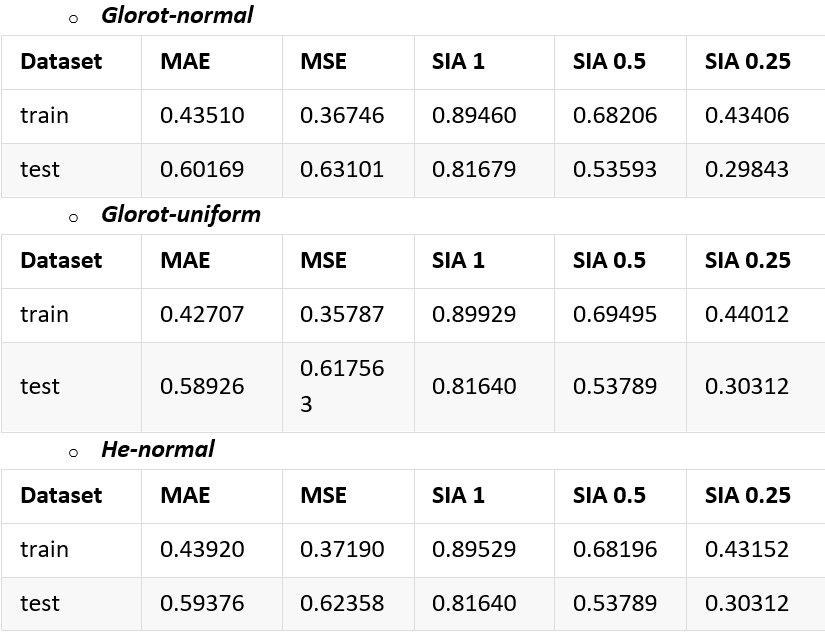 Glorot-normal
Dataset MAE MSE SIA 1 SIA 0.5 SIA 0.25
train 0.43510 0.36746 0.89460 0.68206 0.43406
test 0.60169 0.63101 0.81679 0.53593 0.29843
Glorot-uniform
Dataset MAE MSE SIA 1 SIA 0.5 SIA 0.25
train 0.42707 0.35787 0.89929 0.69495 0.44012
test 0.58926 0.617563 0.81640 0.53789 0.30312
He-normal
Dataset MAE MSE SIA 1 SIA 0.5 SIA 0.25
train 0.43920 0.37190 0.89529 0.68196 0.43152
test 0.59376 0.62358 0.81640 0.53789 0.30312